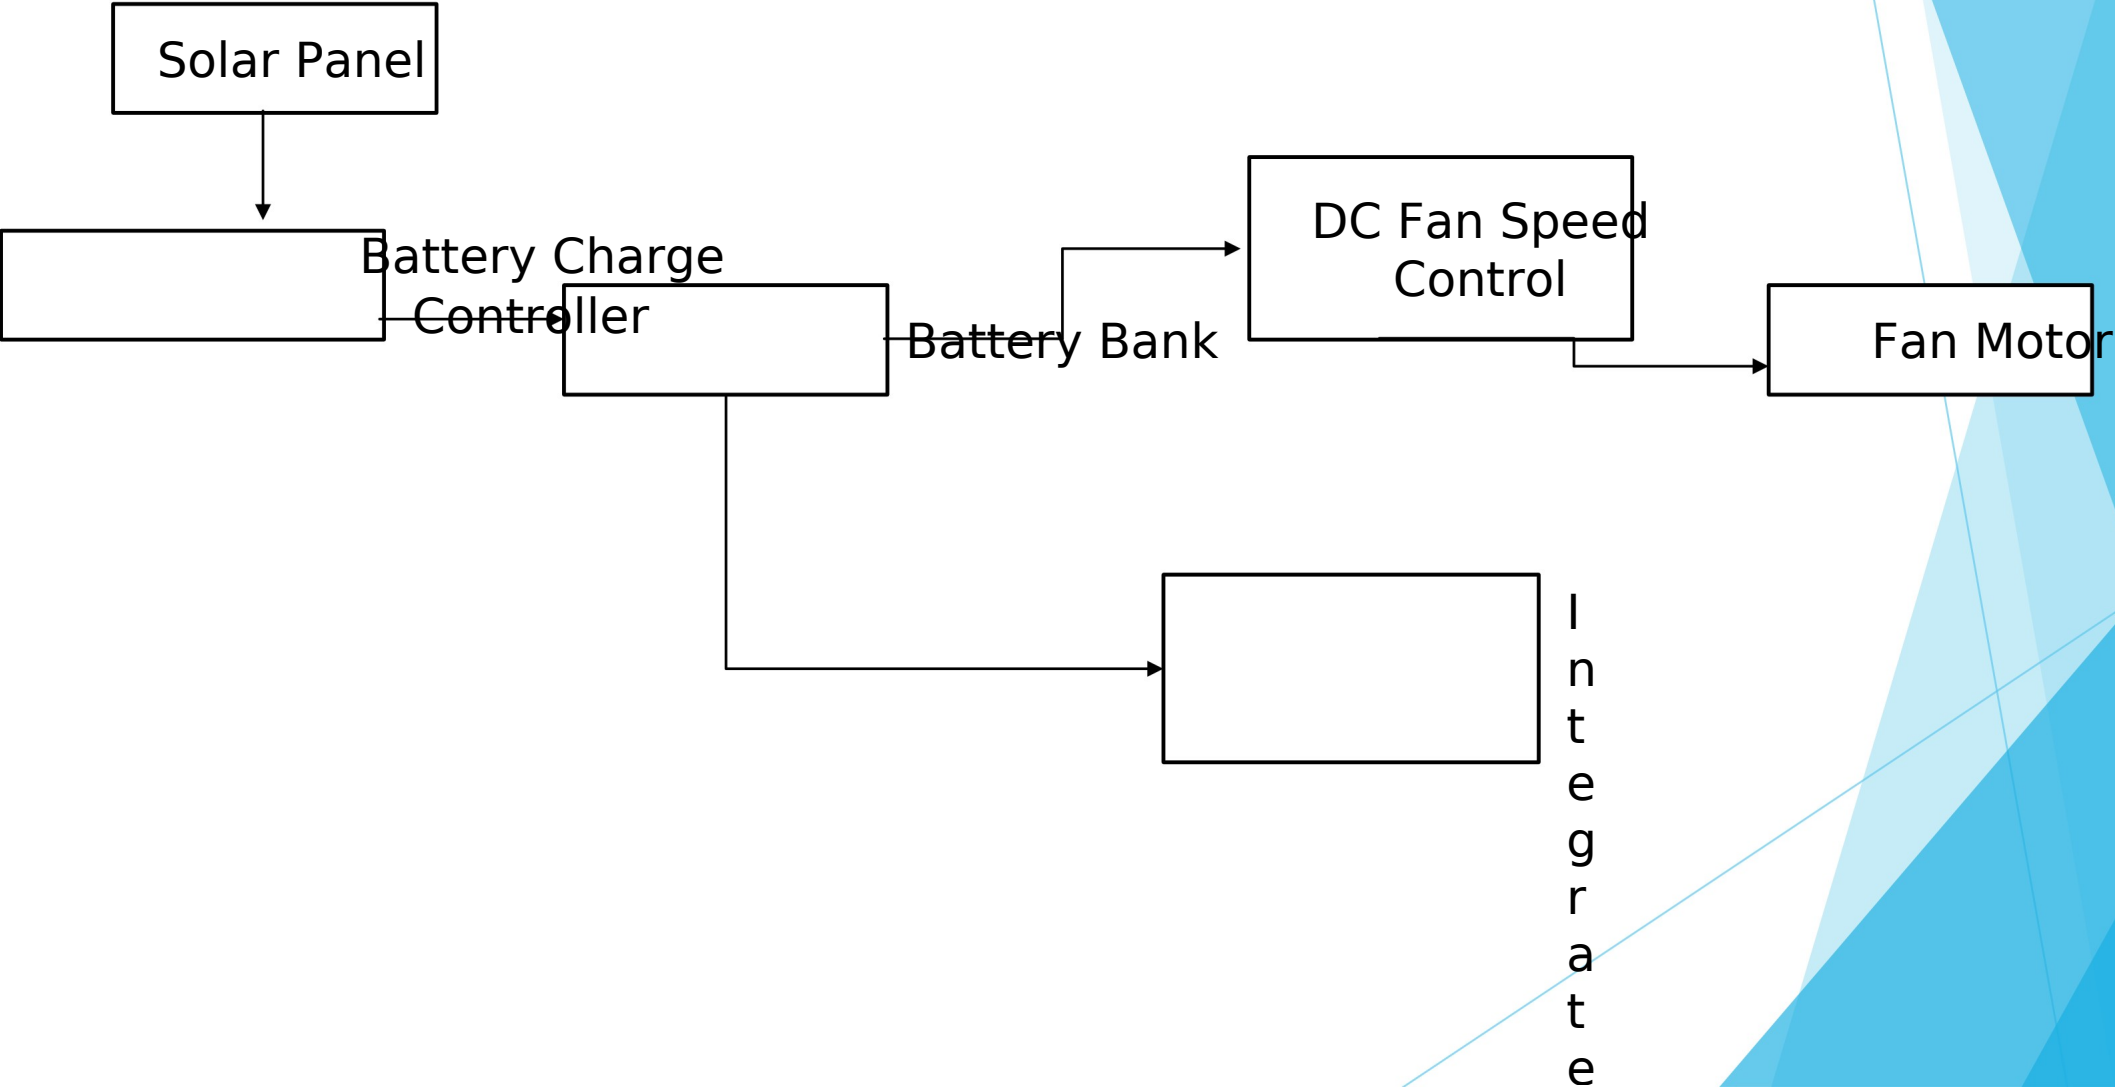 Solar Panel
Battery Charge
Controller
Battery Bank
DC Fan Speed
Control
Fan Motor
I
n
t
e
g
r
a
t
e